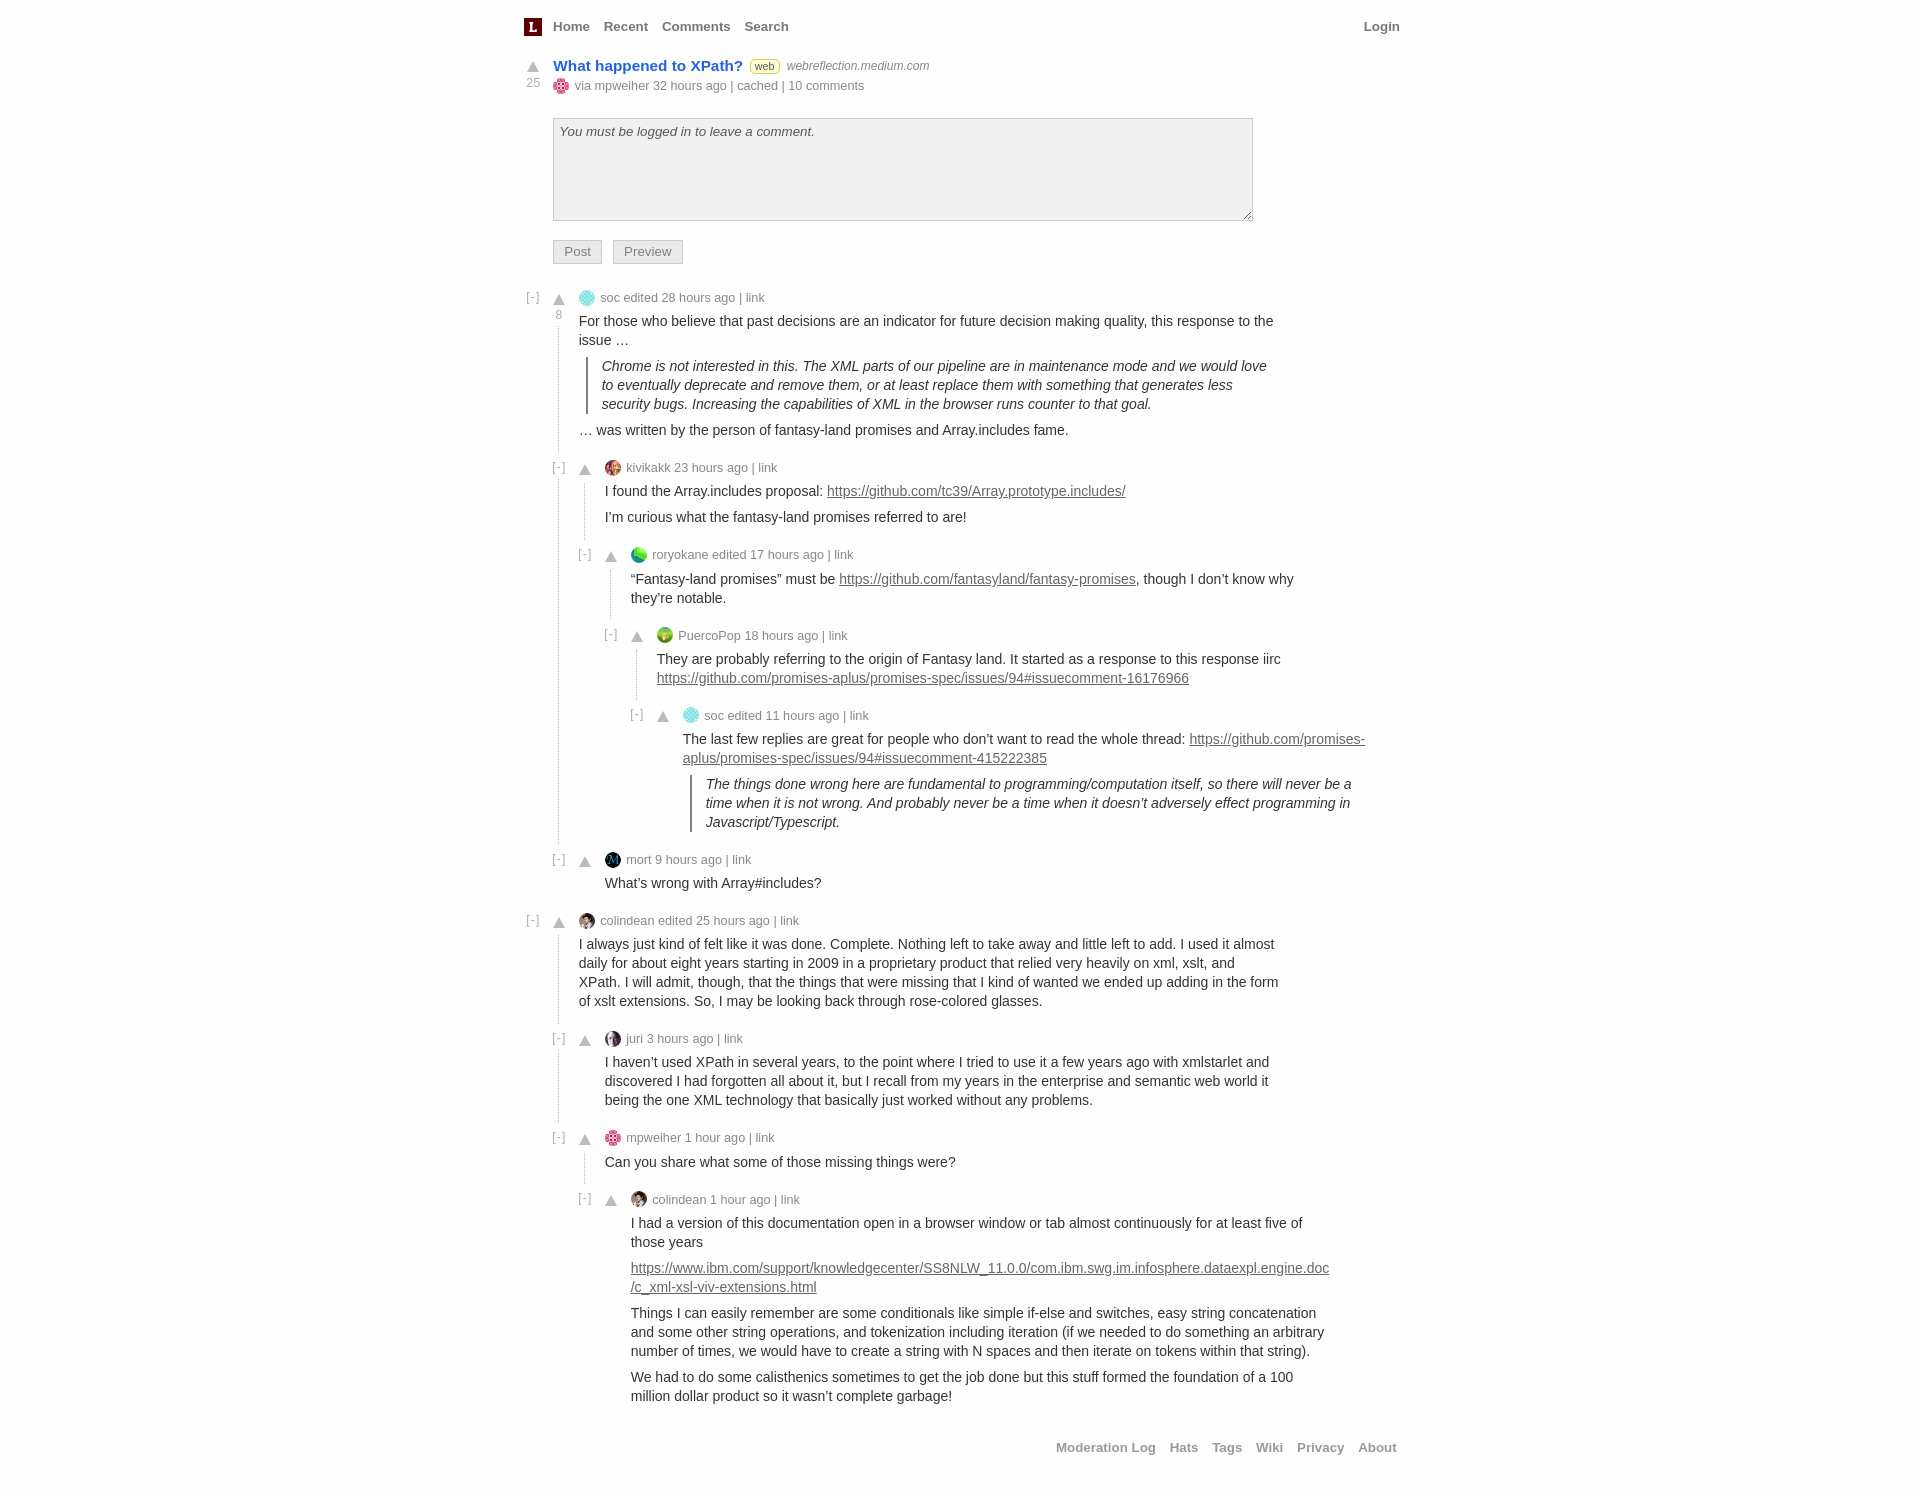 L Home Recent Comments Search Login
What happened to XPath? web webreflection.medium.com
25
via mpweiher 32 hours ago | cached | 10 comments
You must be logged in to leave a comment.
Post Preview
[-] soc edited 28 hours ago | link
8
For those who believe that past decisions are an indicator for future decision making quality, this response to the
issue …
Chrome is not interested in this. The XML parts of our pipeline are in maintenance mode and we would love
to eventually deprecate and remove them, or at least replace them with something that generates less
security bugs. Increasing the capabilities of XML in the browser runs counter to that goal.
… was written by the person of fantasy-land promises and Array.includes fame.
[-] kivikakk 23 hours ago | link
I found the Array.includes proposal: https://github.com/tc39/Array.prototype.includes/
I’m curious what the fantasy-land promises referred to are!
[-] roryokane edited 17 hours ago | link
“Fantasy-land promises” must be https://github.com/fantasyland/fantasy-promises, though I don’t know why
they’re notable.
[-] PuercoPop 18 hours ago | link
They are probably referring to the origin of Fantasy land. It started as a response to this response iirc
https://github.com/promises-aplus/promises-spec/issues/94#issuecomment-16176966
[-] soc edited 11 hours ago | link
The last few replies are great for people who don’t want to read the whole thread: https://github.com/promises-
aplus/promises-spec/issues/94#issuecomment-415222385
The things done wrong here are fundamental to programming/computation itself, so there will never be a
time when it is not wrong. And probably never be a time when it doesn’t adversely effect programming in
Javascript/Typescript.
[-] mort 9 hours ago | link
What’s wrong with Array#includes?
[-] colindean edited 25 hours ago | link
I always just kind of felt like it was done. Complete. Nothing left to take away and little left to add. I used it almost
daily for about eight years starting in 2009 in a proprietary product that relied very heavily on xml, xslt, and
XPath. I will admit, though, that the things that were missing that I kind of wanted we ended up adding in the form
of xslt extensions. So, I may be looking back through rose-colored glasses.
[-] juri 3 hours ago | link
I haven’t used XPath in several years, to the point where I tried to use it a few years ago with xmlstarlet and
discovered I had forgotten all about it, but I recall from my years in the enterprise and semantic web world it
being the one XML technology that basically just worked without any problems.
[-] mpweiher 1 hour ago | link
Can you share what some of those missing things were?
[-] colindean 1 hour ago | link
I had a version of this documentation open in a browser window or tab almost continuously for at least five of
those years
https://www.ibm.com/support/knowledgecenter/SS8NLW_11.0.0/com.ibm.swg.im.infosphere.dataexpl.engine.doc
/c_xml-xsl-viv-extensions.html
Things I can easily remember are some conditionals like simple if-else and switches, easy string concatenation
and some other string operations, and tokenization including iteration (if we needed to do something an arbitrary
number of times, we would have to create a string with N spaces and then iterate on tokens within that string).
We had to do some calisthenics sometimes to get the job done but this stuff formed the foundation of a 100
million dollar product so it wasn’t complete garbage!
Moderation Log Hats Tags Wiki Privacy About